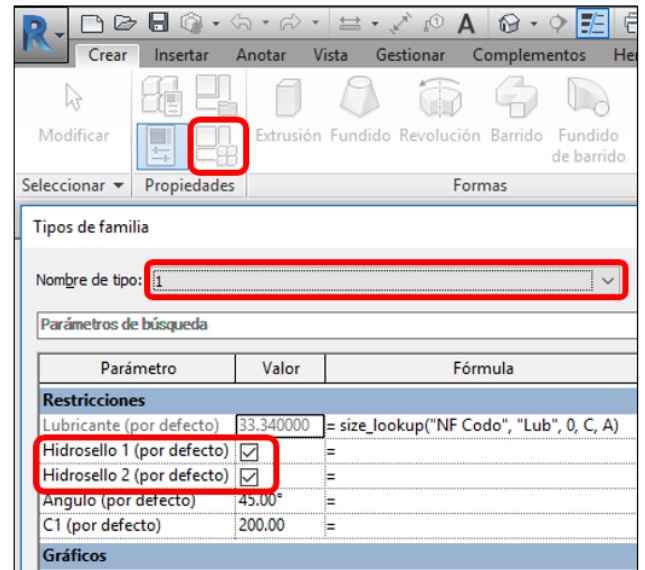 R
A
Crear Insertar Anotar Vista Gestionar Complementos He
Modificar Extrusión Fundido Revolución Barrido Fundido de barrido
Seleccionar Propiedades Formas
Tipos de familia
Nombre de tipo: 1
Parámetros de búsqueda
Parámetro Valor Fórmula
Restricciones
Lubricante (por defecto) 33.340000 = size_lookup("NF Codo", "Lub", 0, C, A)
Hidrosello 1 (por defecto) =
Hidrosello 2 (por defecto) =
Angulo (por defecto) 45.00° =
C1 (por defecto) 200.00 =
Gráficos